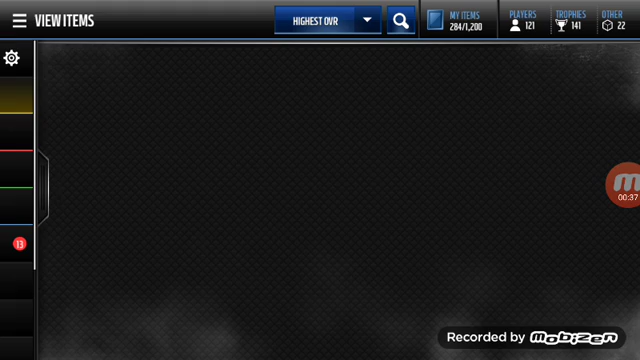 VIEW ITEMS
HIGHEST OVR
MY ITEMS
284/1,200
PLAYERS
121
TROPHIES
141
OTHER
22
13
00:37
Recorded by mobizen